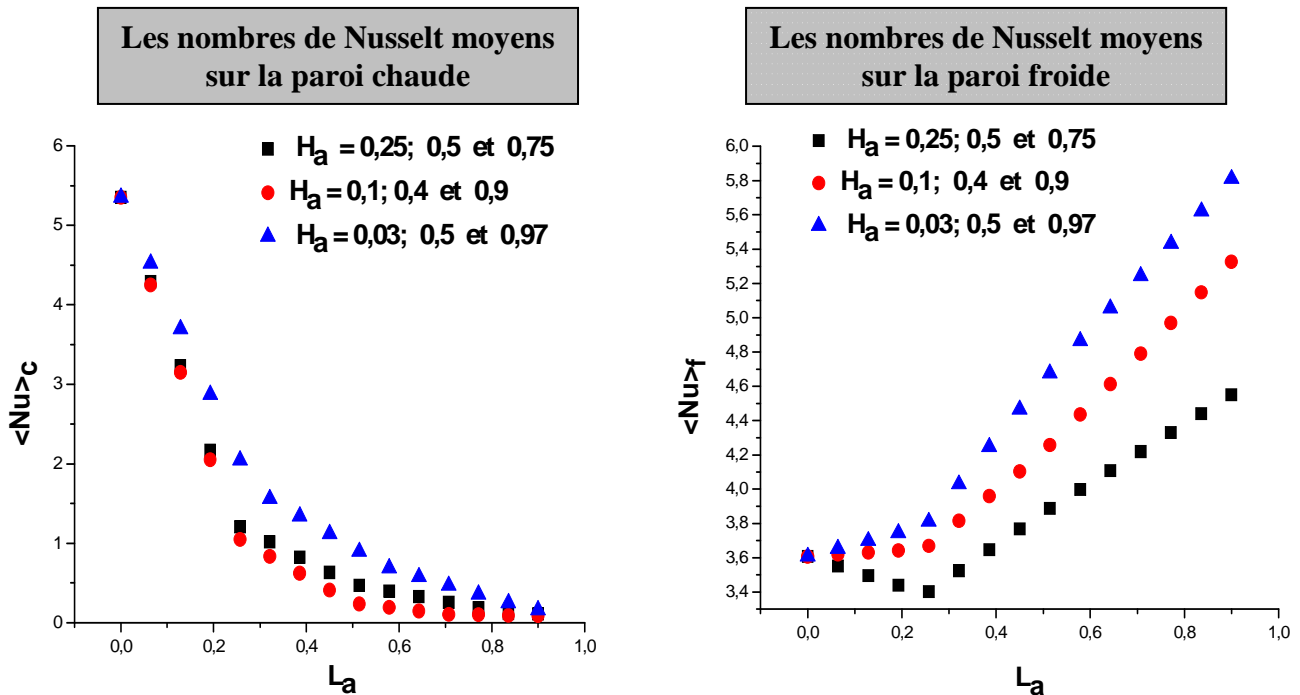 Les nombres de Nusselt moyens
sur la paroi chaude
Les nombres de Nusselt moyens
sur la paroi froide
Ha = 0,25; 0,5 et 0,75
Ha = 0,1; 0,4 et 0,9
Ha = 0,03; 0,5 et 0,97
6
5
4
3
2
1
0
<Nu>c
0,0 0,2 0,4 0,6 0,8 1,0
La
Ha = 0,25; 0,5 et 0,75
Ha = 0,1; 0,4 et 0,9
Ha = 0,03; 0,5 et 0,97
6,0
5,8
5,6
5,4
5,2
5,0
4,8
4,6
4,4
4,2
4,0
3,8
3,6
3,4
<Nu>f
0,0 0,2 0,4 0,6 0,8 1,0
La